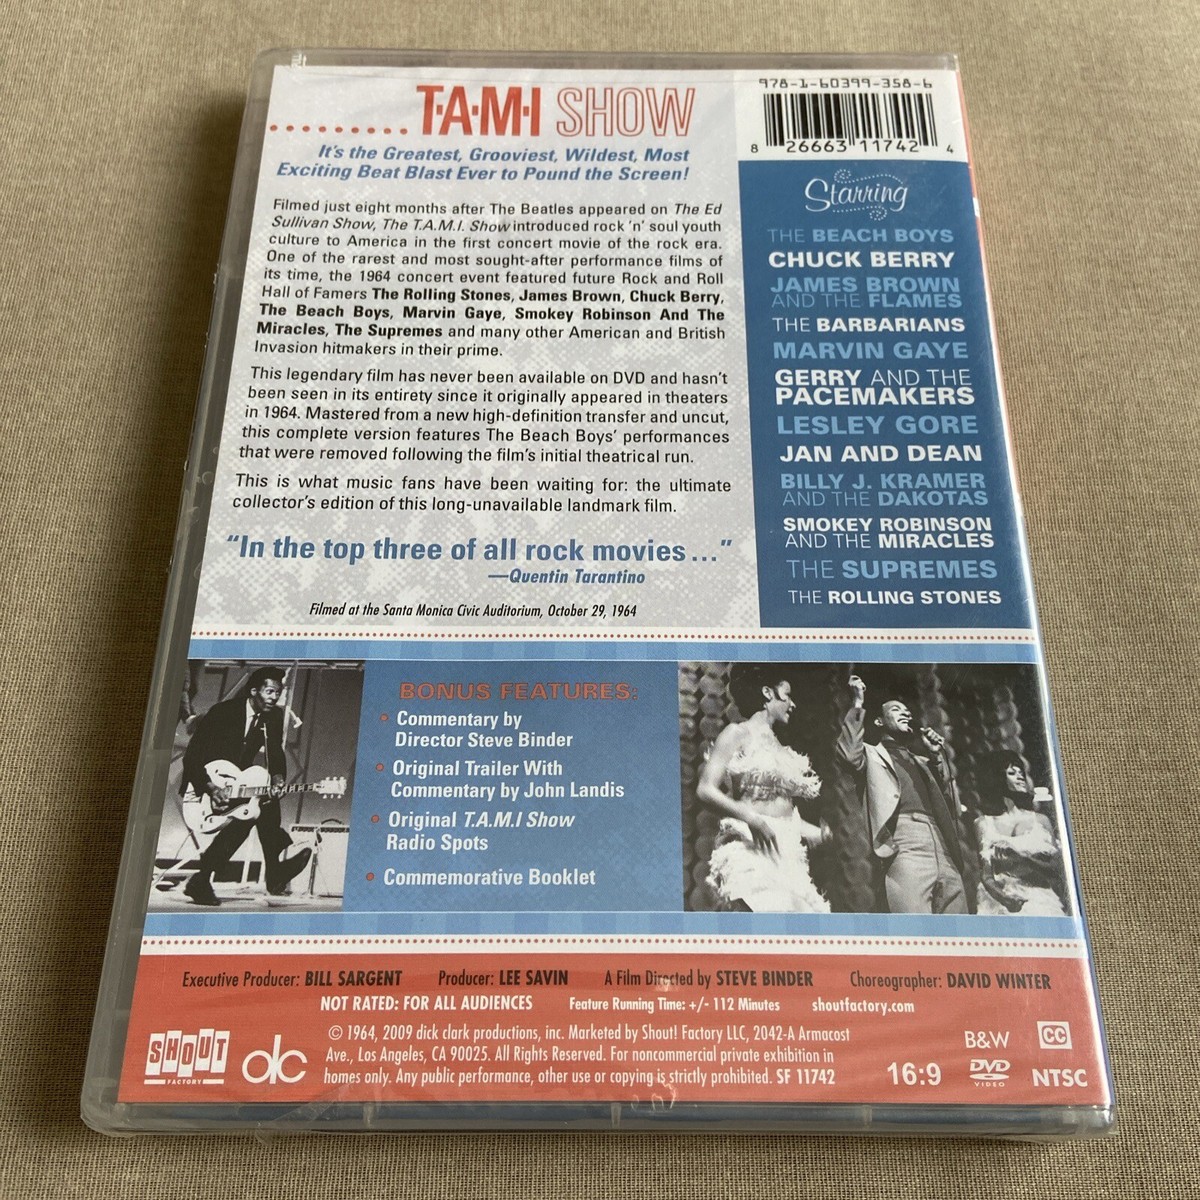 T·A·M·I SHOW
It's the Greatest, Grooviest, Wildest, Most
Exciting Beat Blast Ever to Pound the Screen!
Filmed just eight months after The Beatles appeared on The Ed
Sullivan Show, The T.A.M.I. Show introduced rock 'n' soul youth
culture to America in the first concert movie of the rock era.
One of the rarest and most sought-after performance films of
its time, the 1964 concert event featured future Rock and Roll
Hall of Famers The Rolling Stones, James Brown, Chuck Berry,
The Beach Boys, Marvin Gaye, Smokey Robinson And The
Miracles, The Supremes and many other American and British
Invasion hitmakers in their prime.
This legendary film has never been available on DVD and hasn't
been seen in its entirety since it originally appeared in theaters
in 1964. Mastered from a new high-definition transfer and uncut,
this complete version features The Beach Boys' performances
that were removed following the film's initial theatrical run.
This is what music fans have been waiting for: the ultimate
collector's edition of this long-unavailable landmark film.
“In the top three of all rock movies...”
—Quentin Tarantino
Filmed at the Santa Monica Civic Auditorium, October 29, 1964
978-1-60399-358-6
8 26663 11742 4
Starring
THE BEACH BOYS
CHUCK BERRY
JAMES BROWN
AND THE FLAMES
THE BARBARIANS
MARVIN GAYE
GERRY AND THE
PACEMAKERS
LESLEY GORE
JAN AND DEAN
BILLY J. KRAMER
AND THE DAKOTAS
SMOKEY ROBINSON
AND THE MIRACLES
THE SUPREMES
THE ROLLING STONES
BONUS FEATURES:
• Commentary by
Director Steve Binder
• Original Trailer With
Commentary by John Landis
• Original T.A.M.I Show
Radio Spots
• Commemorative Booklet
Executive Producer: BILL SARGENT Producer: LEE SAVIN A Film Directed by STEVE BINDER Choreographer: DAVID WINTER
NOT RATED: FOR ALL AUDIENCES Feature Running Time: +/- 112 Minutes shoutfactory.com
© 1964, 2009 dick clark productions, inc. Marketed by Shout! Factory LLC, 2042-A Armacost
Ave., Los Angeles, CA 90025. All Rights Reserved. For noncommercial private exhibition in
homes only. Any public performance, other use or copying is strictly prohibited. SF 11742
SHOUT
FACTORY
dc
16:9
B&W
CC
DVD
VIDEO
NTSC